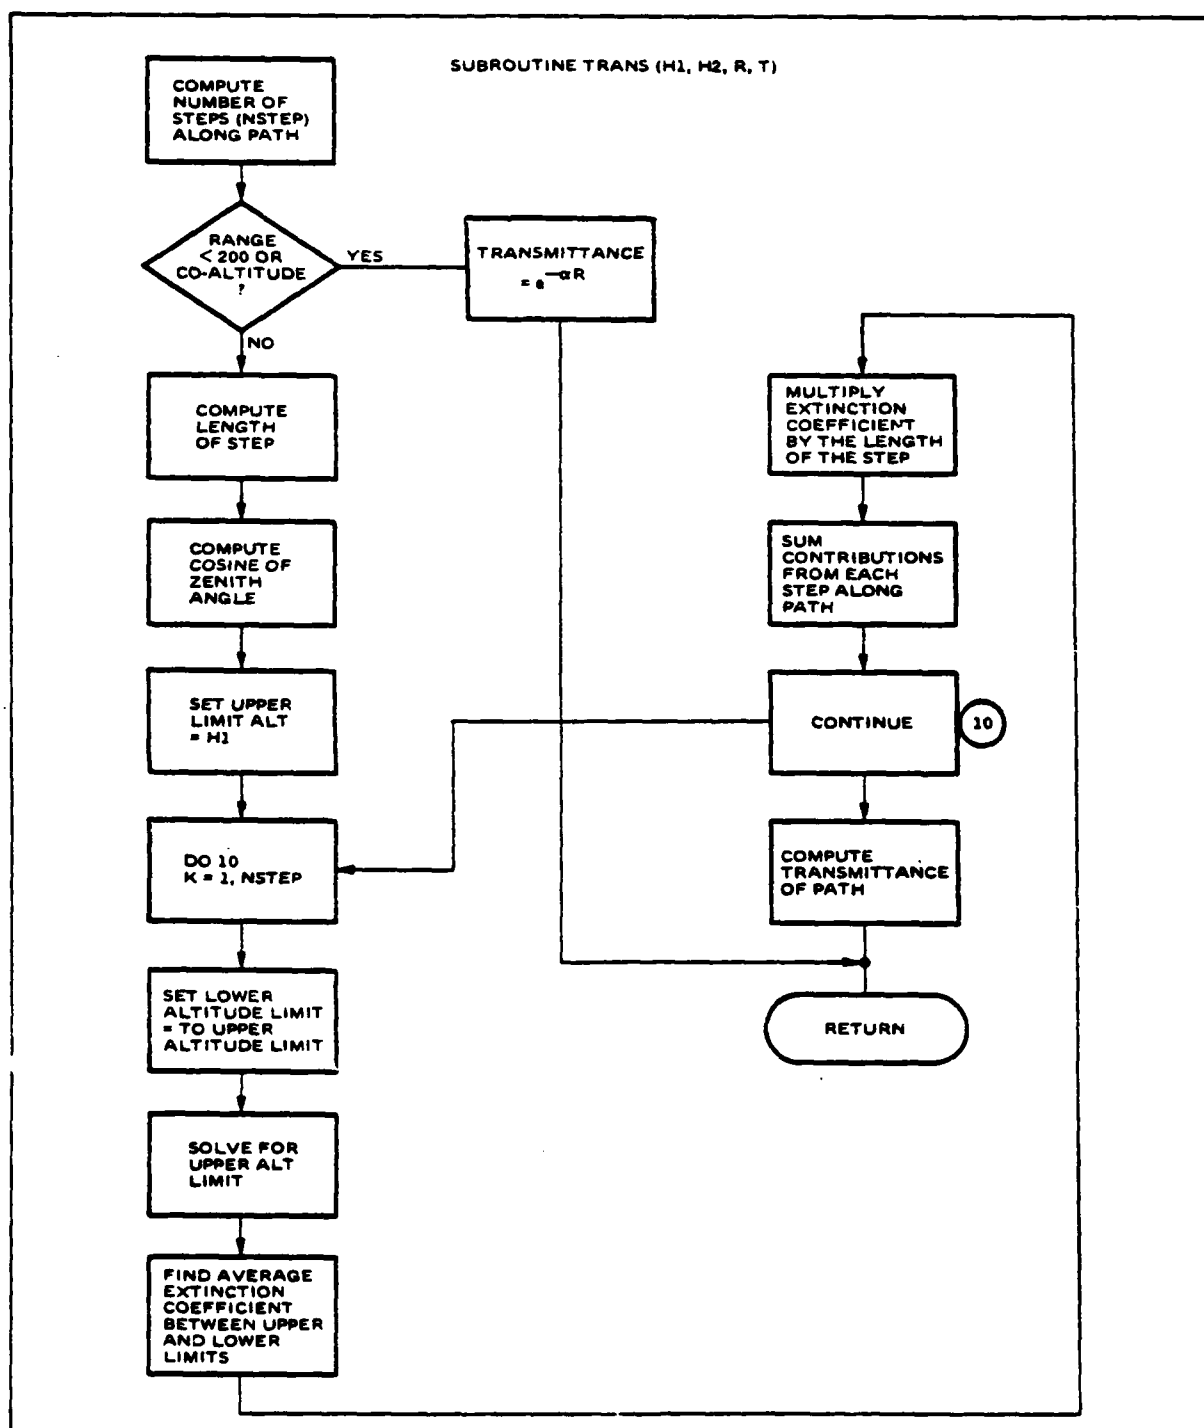 SUBROUTINE TRANS (H1, H2, R, T)
COMPUTE
NUMBER OF
STEPS (NSTEP)
ALONG PATH
RANGE
< 200 OR
CO-ALTITUDE
?
YES
TRANSMITTANCE
= e^{-αR}
NO
COMPUTE
LENGTH
OF STEP
COMPUTE
COSINE OF
ZENITH
ANGLE
SET UPPER
LIMIT ALT
= H1
DO 10
K = 1, NSTEP
SET LOWER
ALTITUDE LIMIT
= TO UPPER
ALTITUDE LIMIT
SOLVE FOR
UPPER ALT
LIMIT
FIND AVERAGE
EXTINCTION
COEFFICIENT
BETWEEN UPPER
AND LOWER
LIMITS
MULTIPLY
EXTINCTION
COEFFICIENT
BY THE LENGTH
OF THE STEP
SUM
CONTRIBUTIONS
FROM EACH
STEP ALONG
PATH
CONTINUE
10
COMPUTE
TRANSMITTANCE
OF PATH
RETURN